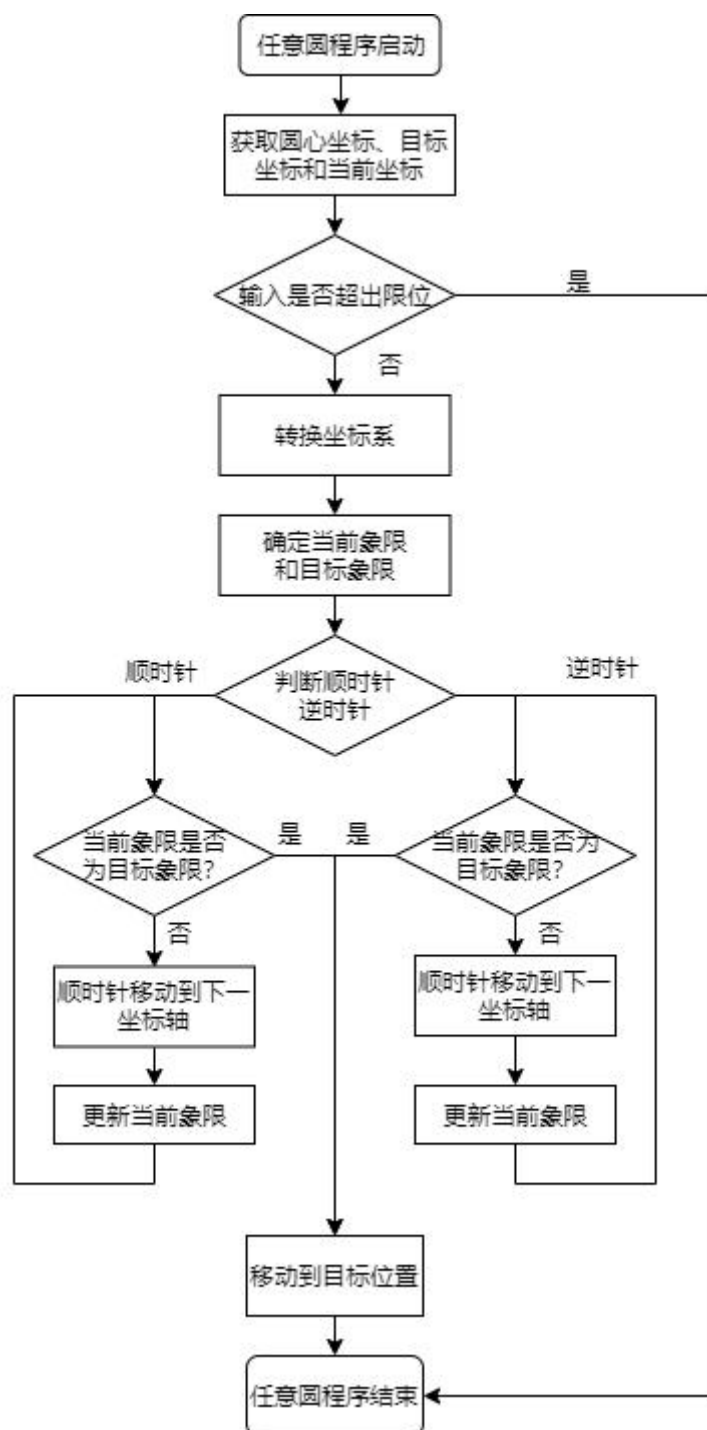 任意圆程序启动
获取圆心坐标、目标
坐标和当前坐标
输入是否超出限位
是
否
转换坐标系
确定当前象限
和目标象限
顺时针
判断顺时针
逆时针
逆时针
当前象限是否
为目标象限?
是
是
当前象限是否为
目标象限?
否
否
顺时针移动到下一
坐标轴
顺时针移动到下一
坐标轴
更新当前象限
更新当前象限
移动到目标位置
任意圆程序结束